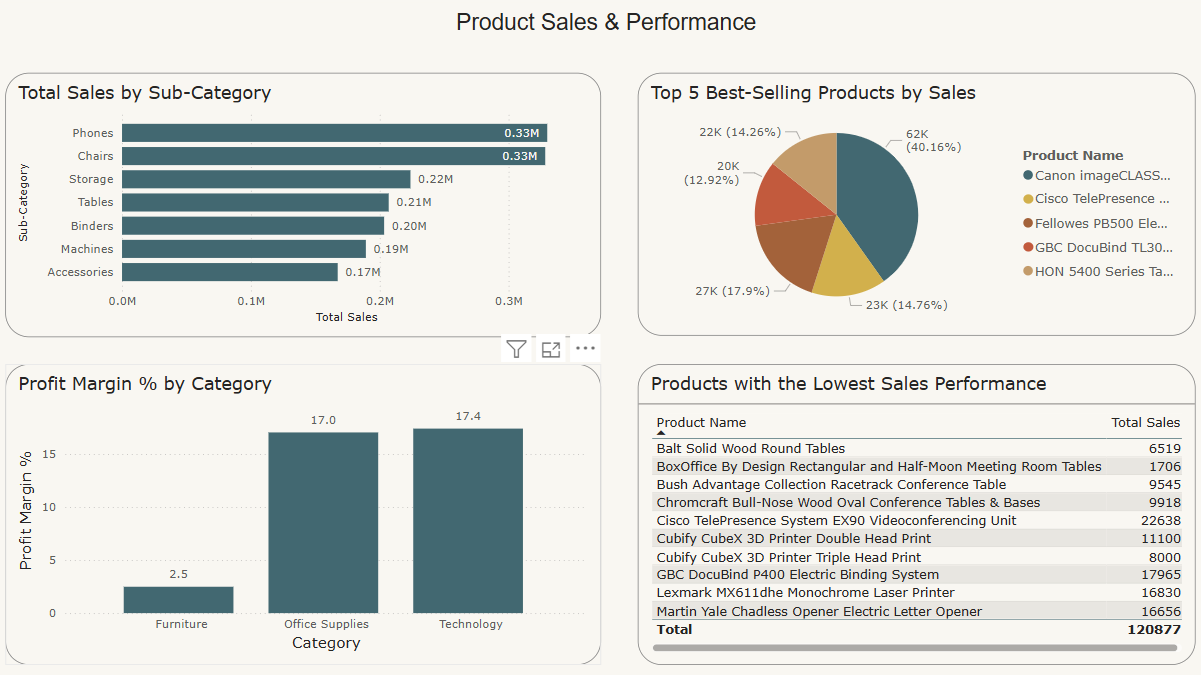 Product Sales & Performance
Total Sales by Sub-Category
Sub-Category
Phones 0.33M
Chairs 0.33M
Storage 0.22M
Tables 0.21M
Binders 0.20M
Machines 0.19M
Accessories 0.17M
0.0M 0.1M 0.2M 0.3M
Total Sales
Top 5 Best-Selling Products by Sales
22K (14.26%)
62K
(40.16%)
20K
(12.92%)
27K (17.9%)
23K (14.76%)
Product Name
Canon imageCLASS...
Cisco TelePresence ...
Fellowes PB500 Ele...
GBC DocuBind TL30...
HON 5400 Series Ta...
Profit Margin % by Category
Profit Margin %
15
10
5
0
2.5
17.0
17.4
Furniture Office Supplies Technology
Category
Products with the Lowest Sales Performance
Product Name Total Sales
Balt Solid Wood Round Tables 6519
BoxOffice By Design Rectangular and Half-Moon Meeting Room Tables 1706
Bush Advantage Collection Racetrack Conference Table 9545
Chromcraft Bull-Nose Wood Oval Conference Tables & Bases 9918
Cisco TelePresence System EX90 Videoconferencing Unit 22638
Cubify CubeX 3D Printer Double Head Print 11100
Cubify CubeX 3D Printer Triple Head Print 8000
GBC DocuBind P400 Electric Binding System 17965
Lexmark MX611dhe Monochrome Laser Printer 16830
Martin Yale Chadless Opener Electric Letter Opener 16656
Total 120877